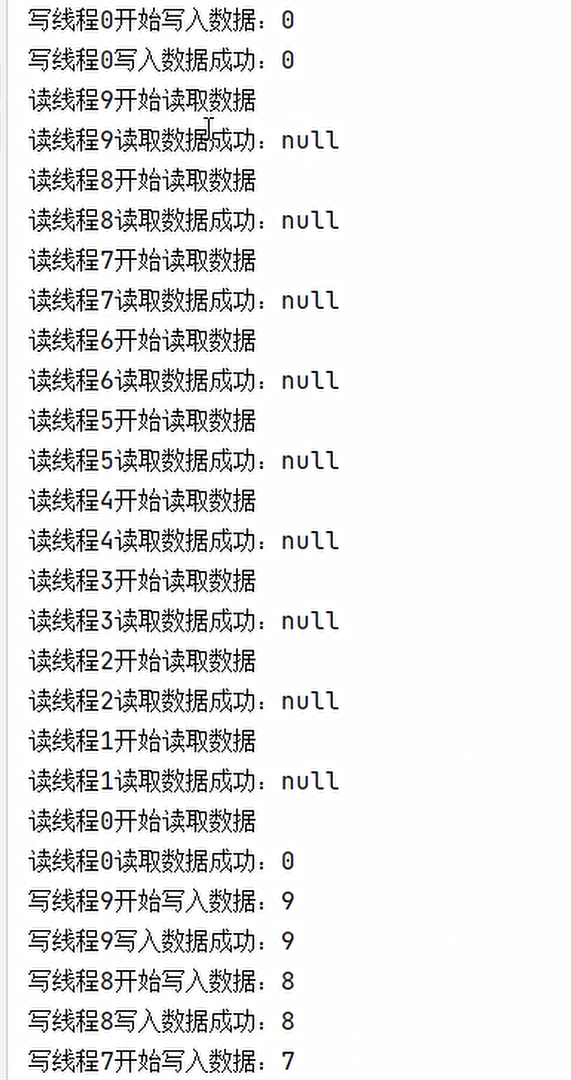 写线程0开始写入数据：0
写线程0写入数据成功：0
读线程9开始读取数据
读线程9读取数据成功：null
读线程8开始读取数据
读线程8读取数据成功：null
读线程7开始读取数据
读线程7读取数据成功：null
读线程6开始读取数据
读线程6读取数据成功：null
读线程5开始读取数据
读线程5读取数据成功：null
读线程4开始读取数据
读线程4读取数据成功：null
读线程3开始读取数据
读线程3读取数据成功：null
读线程2开始读取数据
读线程2读取数据成功：null
读线程1开始读取数据
读线程1读取数据成功：null
读线程0开始读取数据
读线程0读取数据成功：0
写线程9开始写入数据：9
写线程9写入数据成功：9
写线程8开始写入数据：8
写线程8写入数据成功：8
写线程7开始写入数据：7